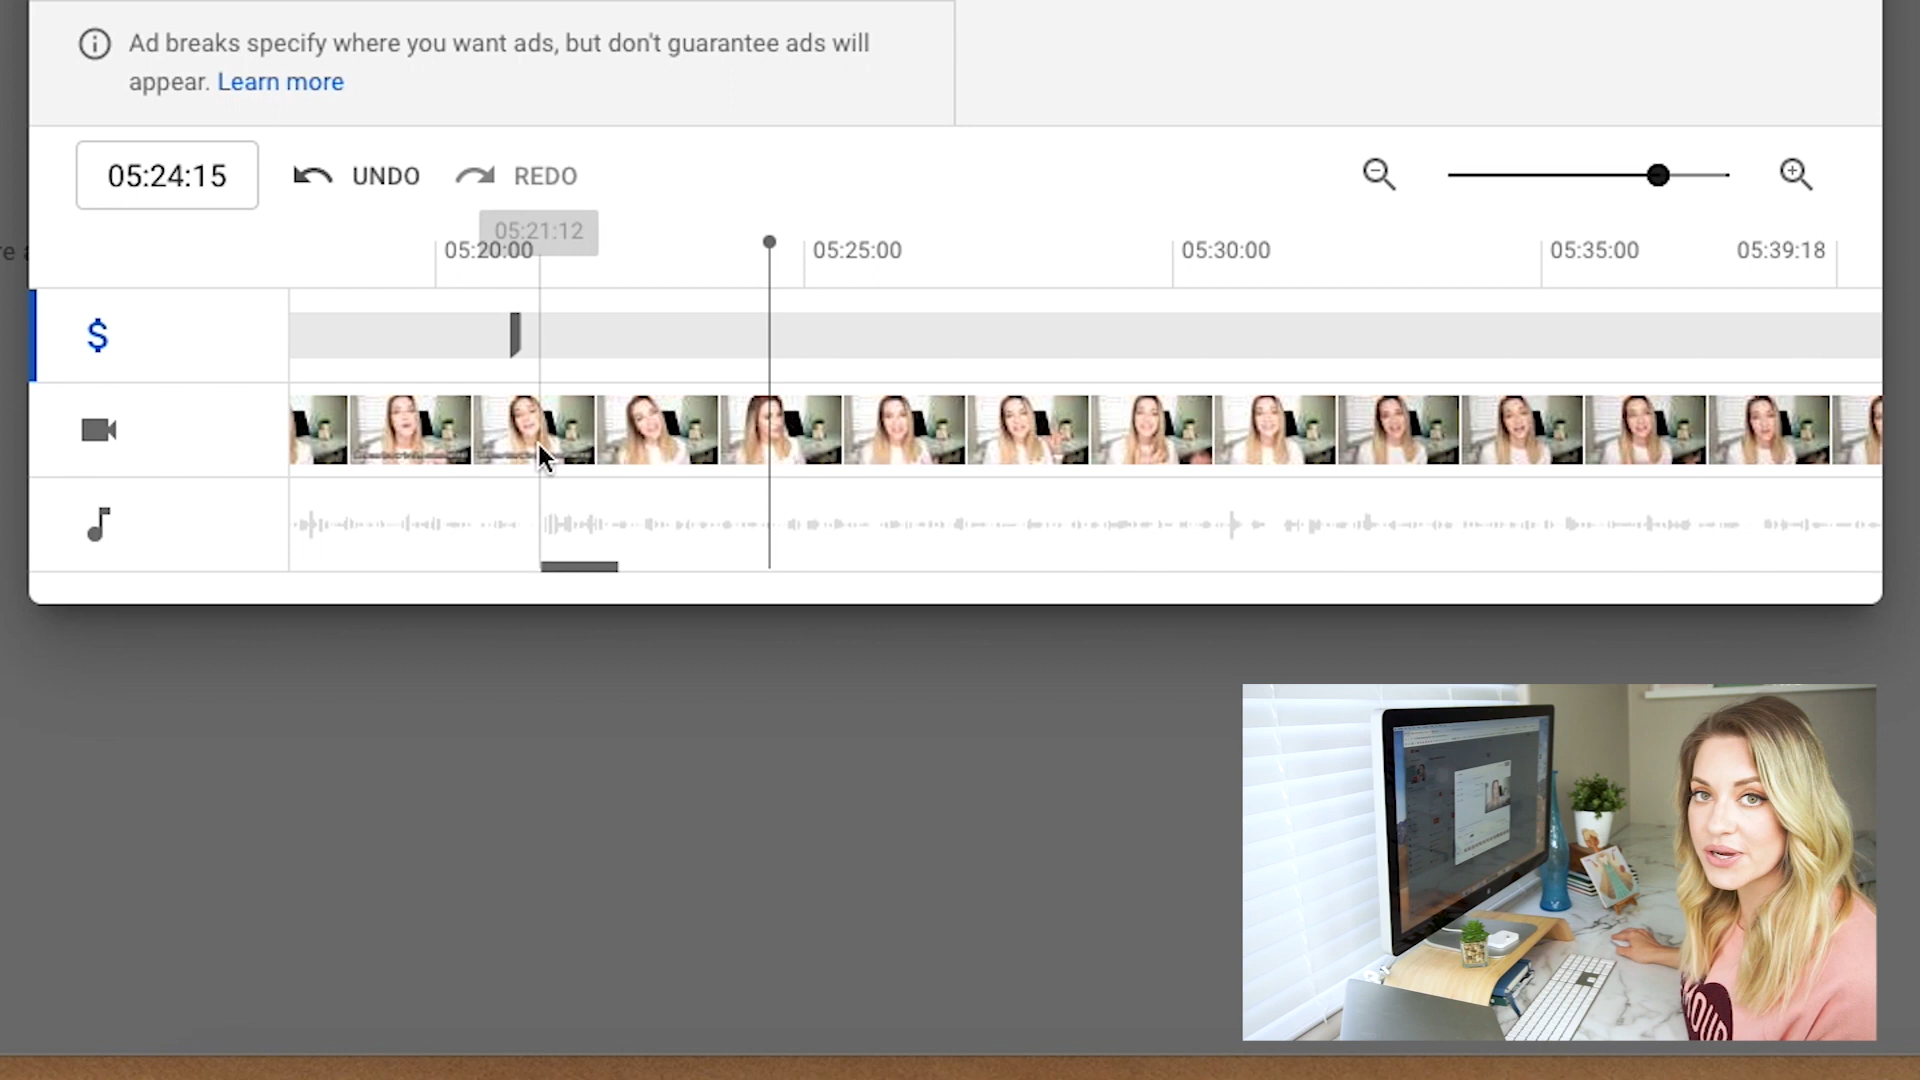 Ad breaks specify where you want ads, but don't guarantee ads will
appear. Learn more
05:24:15 UNDO REDO
05:21:12
05:20:00 05:25:00 05:30:00 05:35:00 05:39:18
re
$